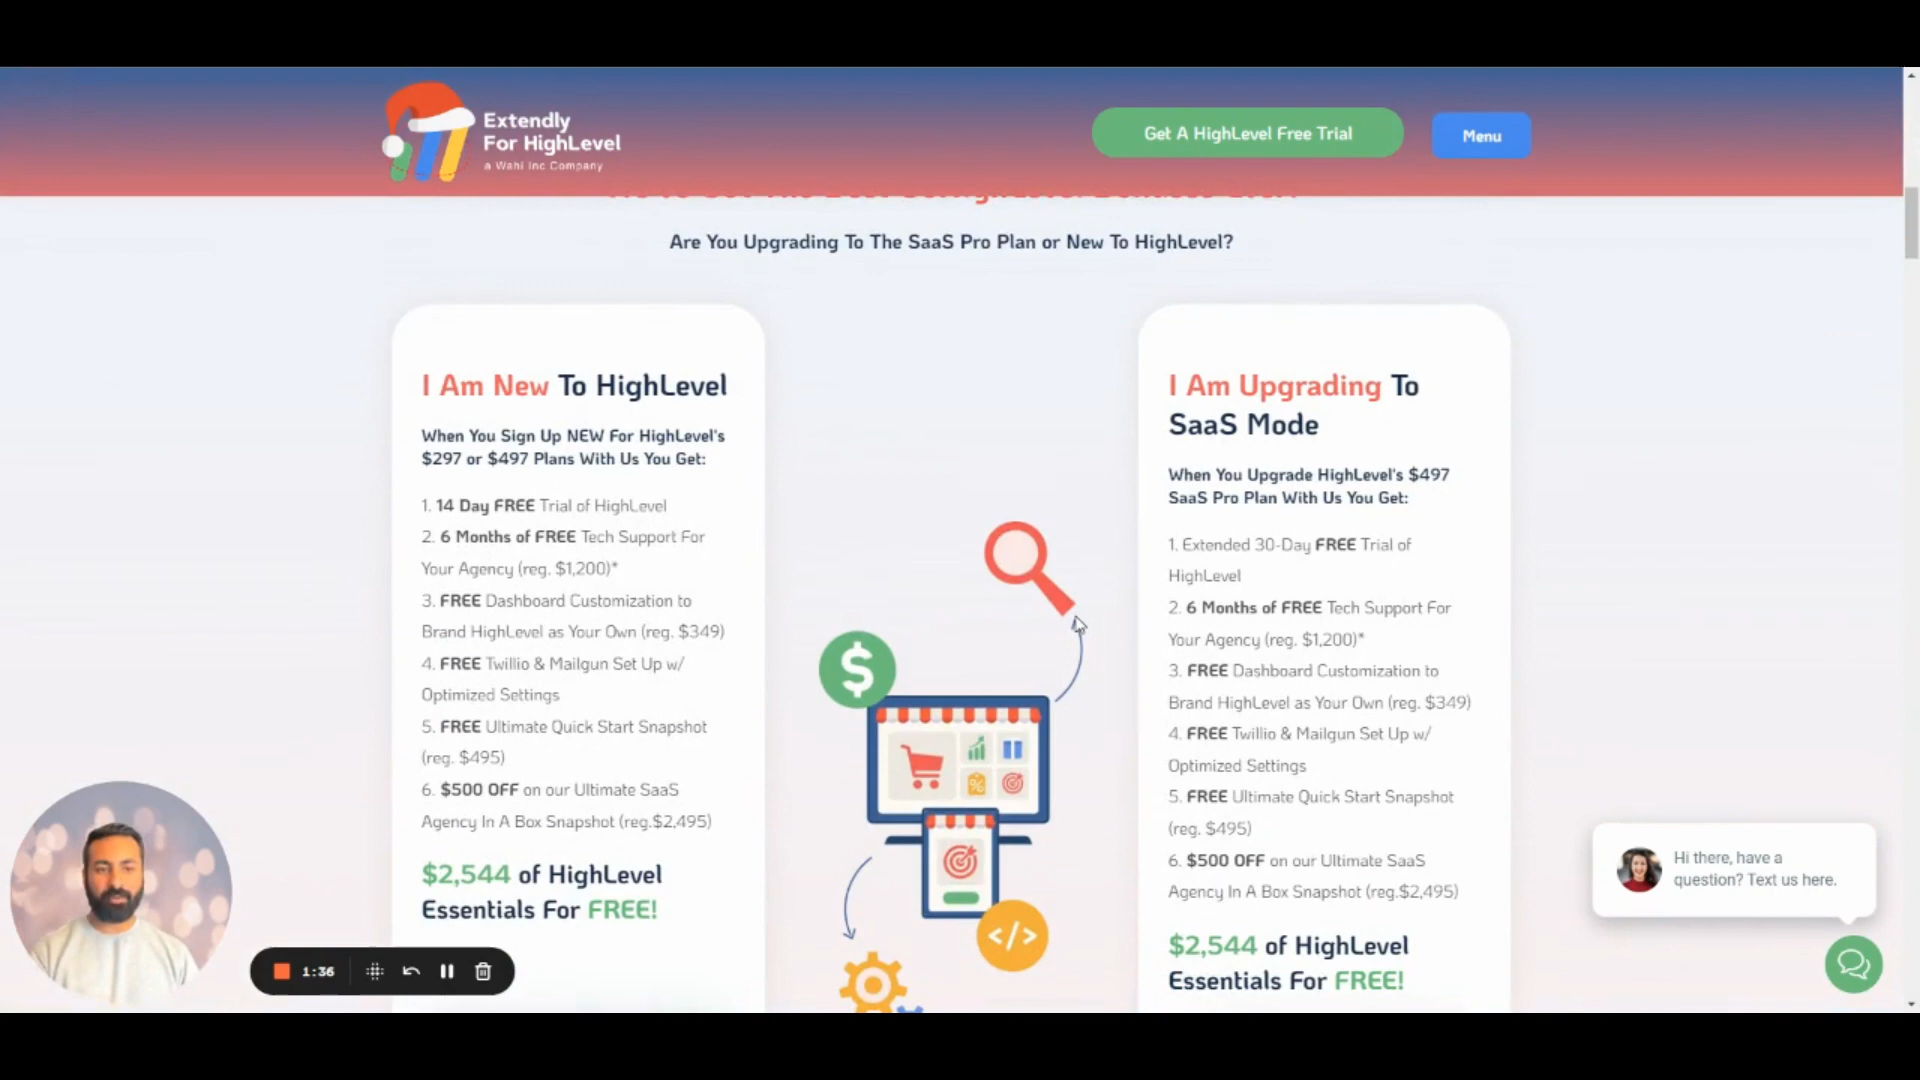 Extendly
For HighLevel
a Wahl Inc Company
Get A HighLevel Free Trial
Menu
Are You Upgrading To The SaaS Pro Plan or New To HighLevel?
I Am New To HighLevel
When You Sign Up NEW For HighLevel's
$297 or $497 Plans With Us You Get:
1. 14 Day FREE Trial of HighLevel
2. 6 Months of FREE Tech Support For
Your Agency (reg. $1,200)*
3. FREE Dashboard Customization to
Brand HighLevel as Your Own (reg. $349)
4. FREE Twillio & Mailgun Set Up w/
Optimized Settings
5. FREE Ultimate Quick Start Snapshot
(reg. $495)
6. $500 OFF on our Ultimate SaaS
Agency In A Box Snapshot (reg.$2,495)
$2,544 of HighLevel
Essentials For FREE!
$
</>
I Am Upgrading To
SaaS Mode
When You Upgrade HighLevel's $497
SaaS Pro Plan With Us You Get:
1. Extended 30-Day FREE Trial of
HighLevel
2. 6 Months of FREE Tech Support For
Your Agency (reg. $1,200)*
3. FREE Dashboard Customization to
Brand HighLevel as Your Own (reg. $349)
4. FREE Twillio & Mailgun Set Up w/
Optimized Settings
5. FREE Ultimate Quick Start Snapshot
(reg. $495)
6. $500 OFF on our Ultimate SaaS
Agency In A Box Snapshot (reg.$2,495)
$2,544 of HighLevel
Essentials For FREE!
Hi there, have a
question? Text us here.
1:36